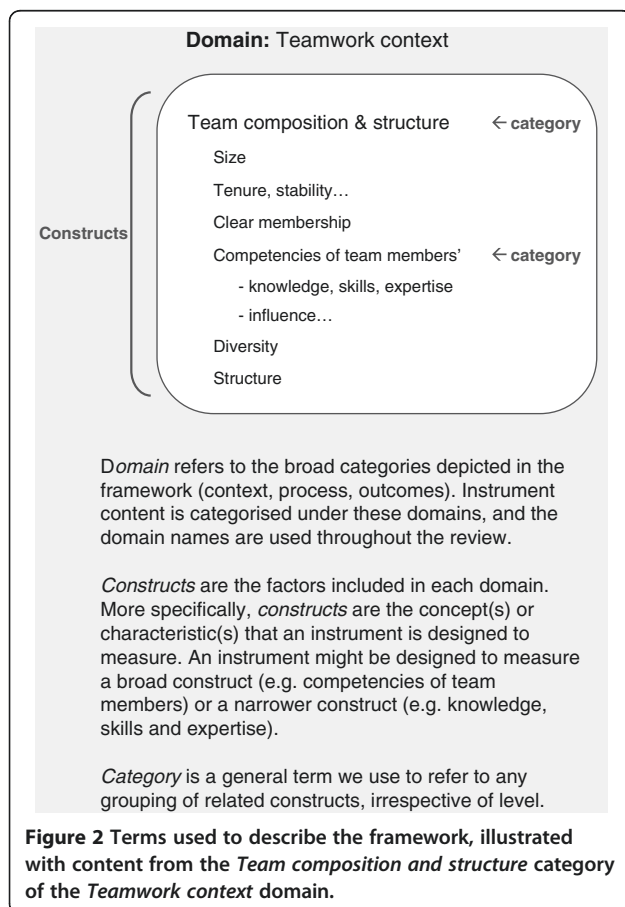 Domain: Teamwork context
Team composition & structure ← category
Size
Tenure, stability…
Clear membership
Constructs
Competencies of team members’ ← category
- knowledge, skills, expertise
- influence…
Diversity
Structure
Domain refers to the broad categories depicted in the
framework (context, process, outcomes). Instrument
content is categorised under these domains, and the
domain names are used throughout the review.
Constructs are the factors included in each domain.
More specifically, constructs are the concept(s) or
characteristic(s) that an instrument is designed to
measure. An instrument might be designed to measure
a broad construct (e.g. competencies of team
members) or a narrower construct (e.g. knowledge,
skills and expertise).
Category is a general term we use to refer to any
grouping of related constructs, irrespective of level.
Figure 2 Terms used to describe the framework, illustrated
with content from the Team composition and structure category
of the Teamwork context domain.